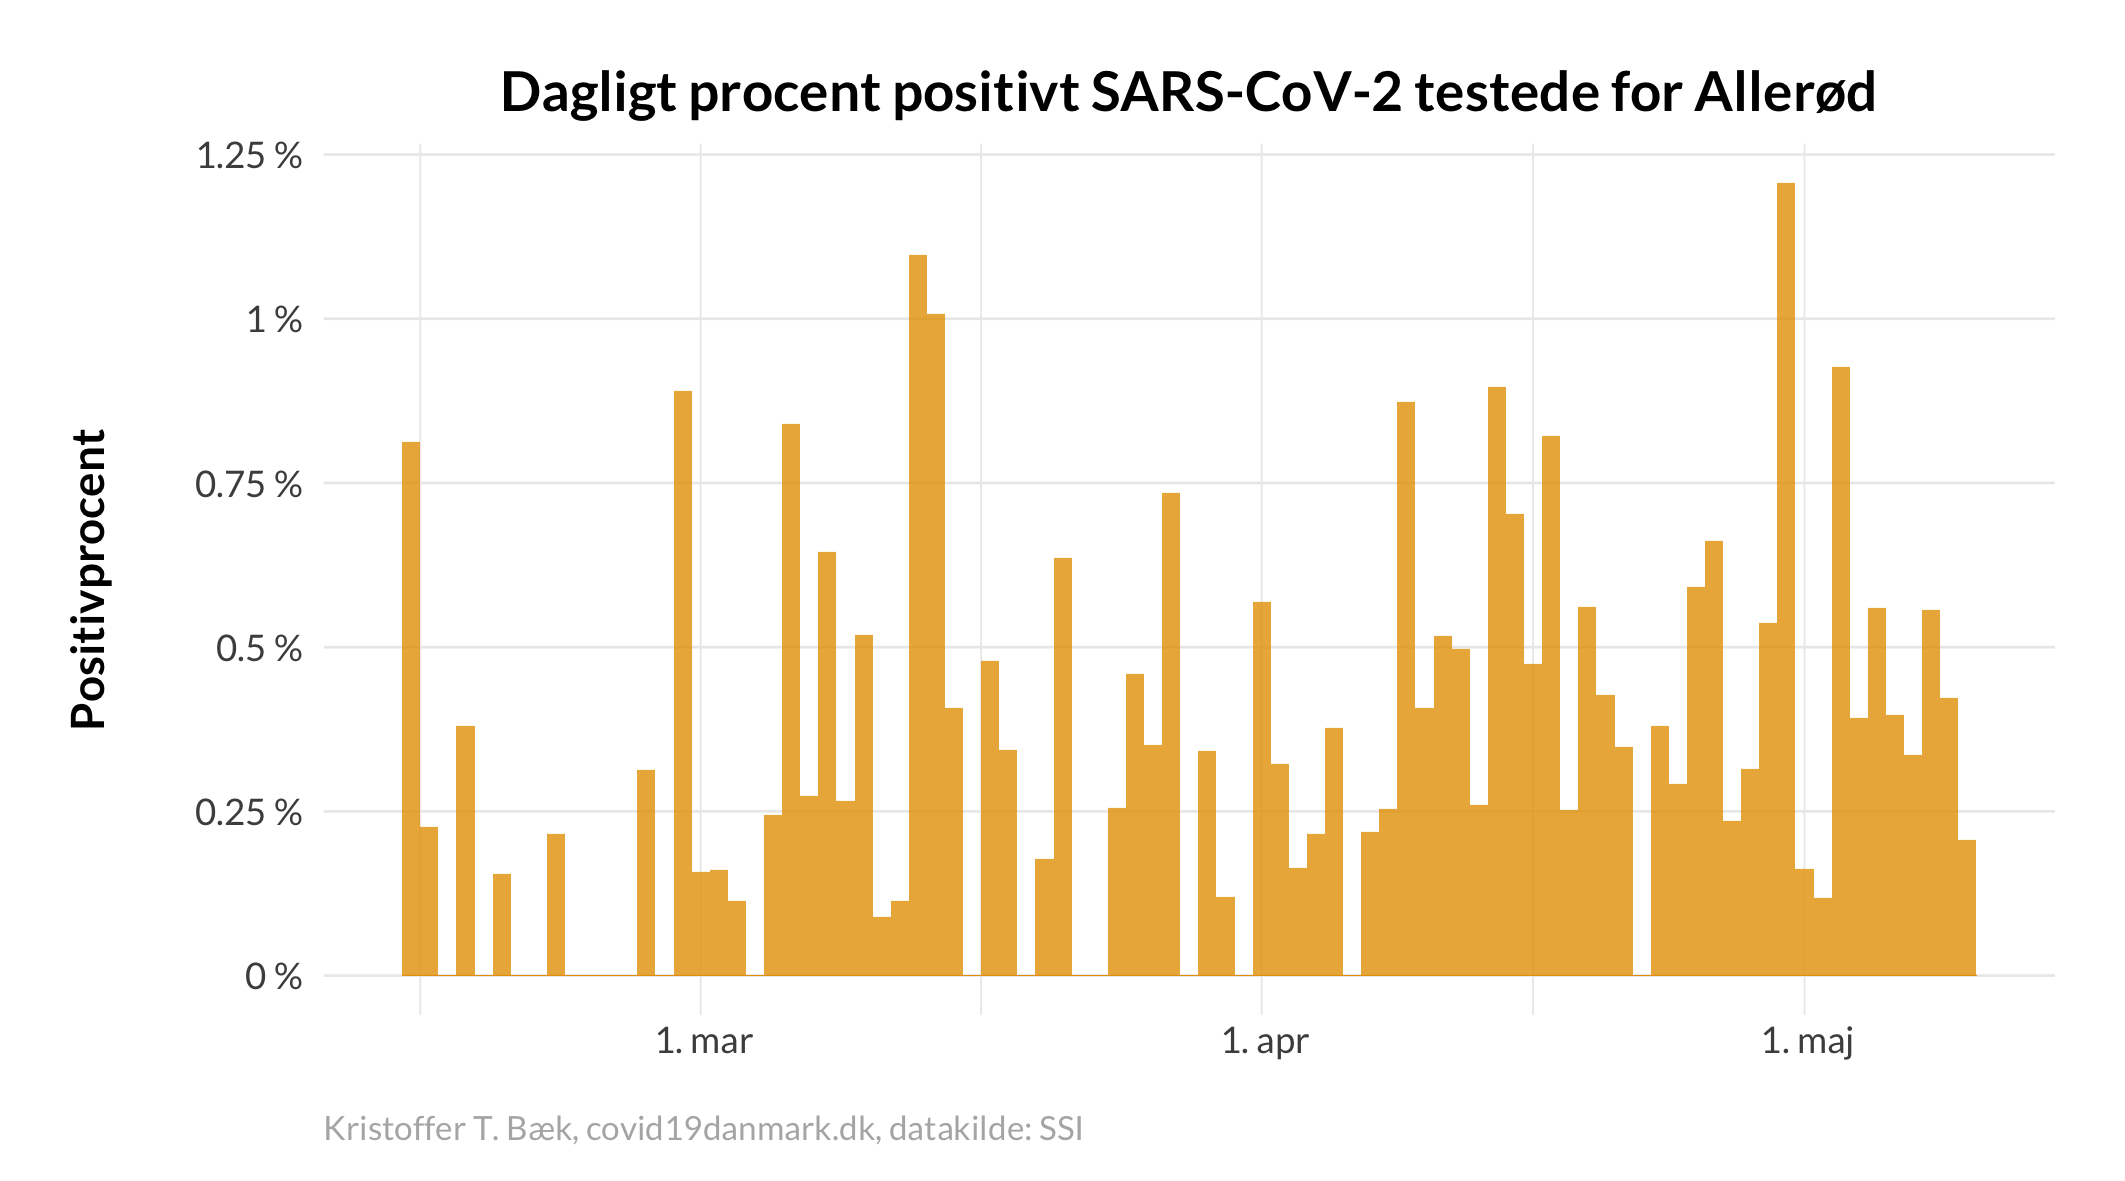 Dagligt procent positivt SARS-CoV-2 testede for Allerød
Positivprocent
1.25 %
1 %
0.75 %
0.5 %
0.25 %
0 %
1. mar
1. apr
1. maj
Kristoffer T. Bæk, covid19danmark.dk, datakilde: SSI